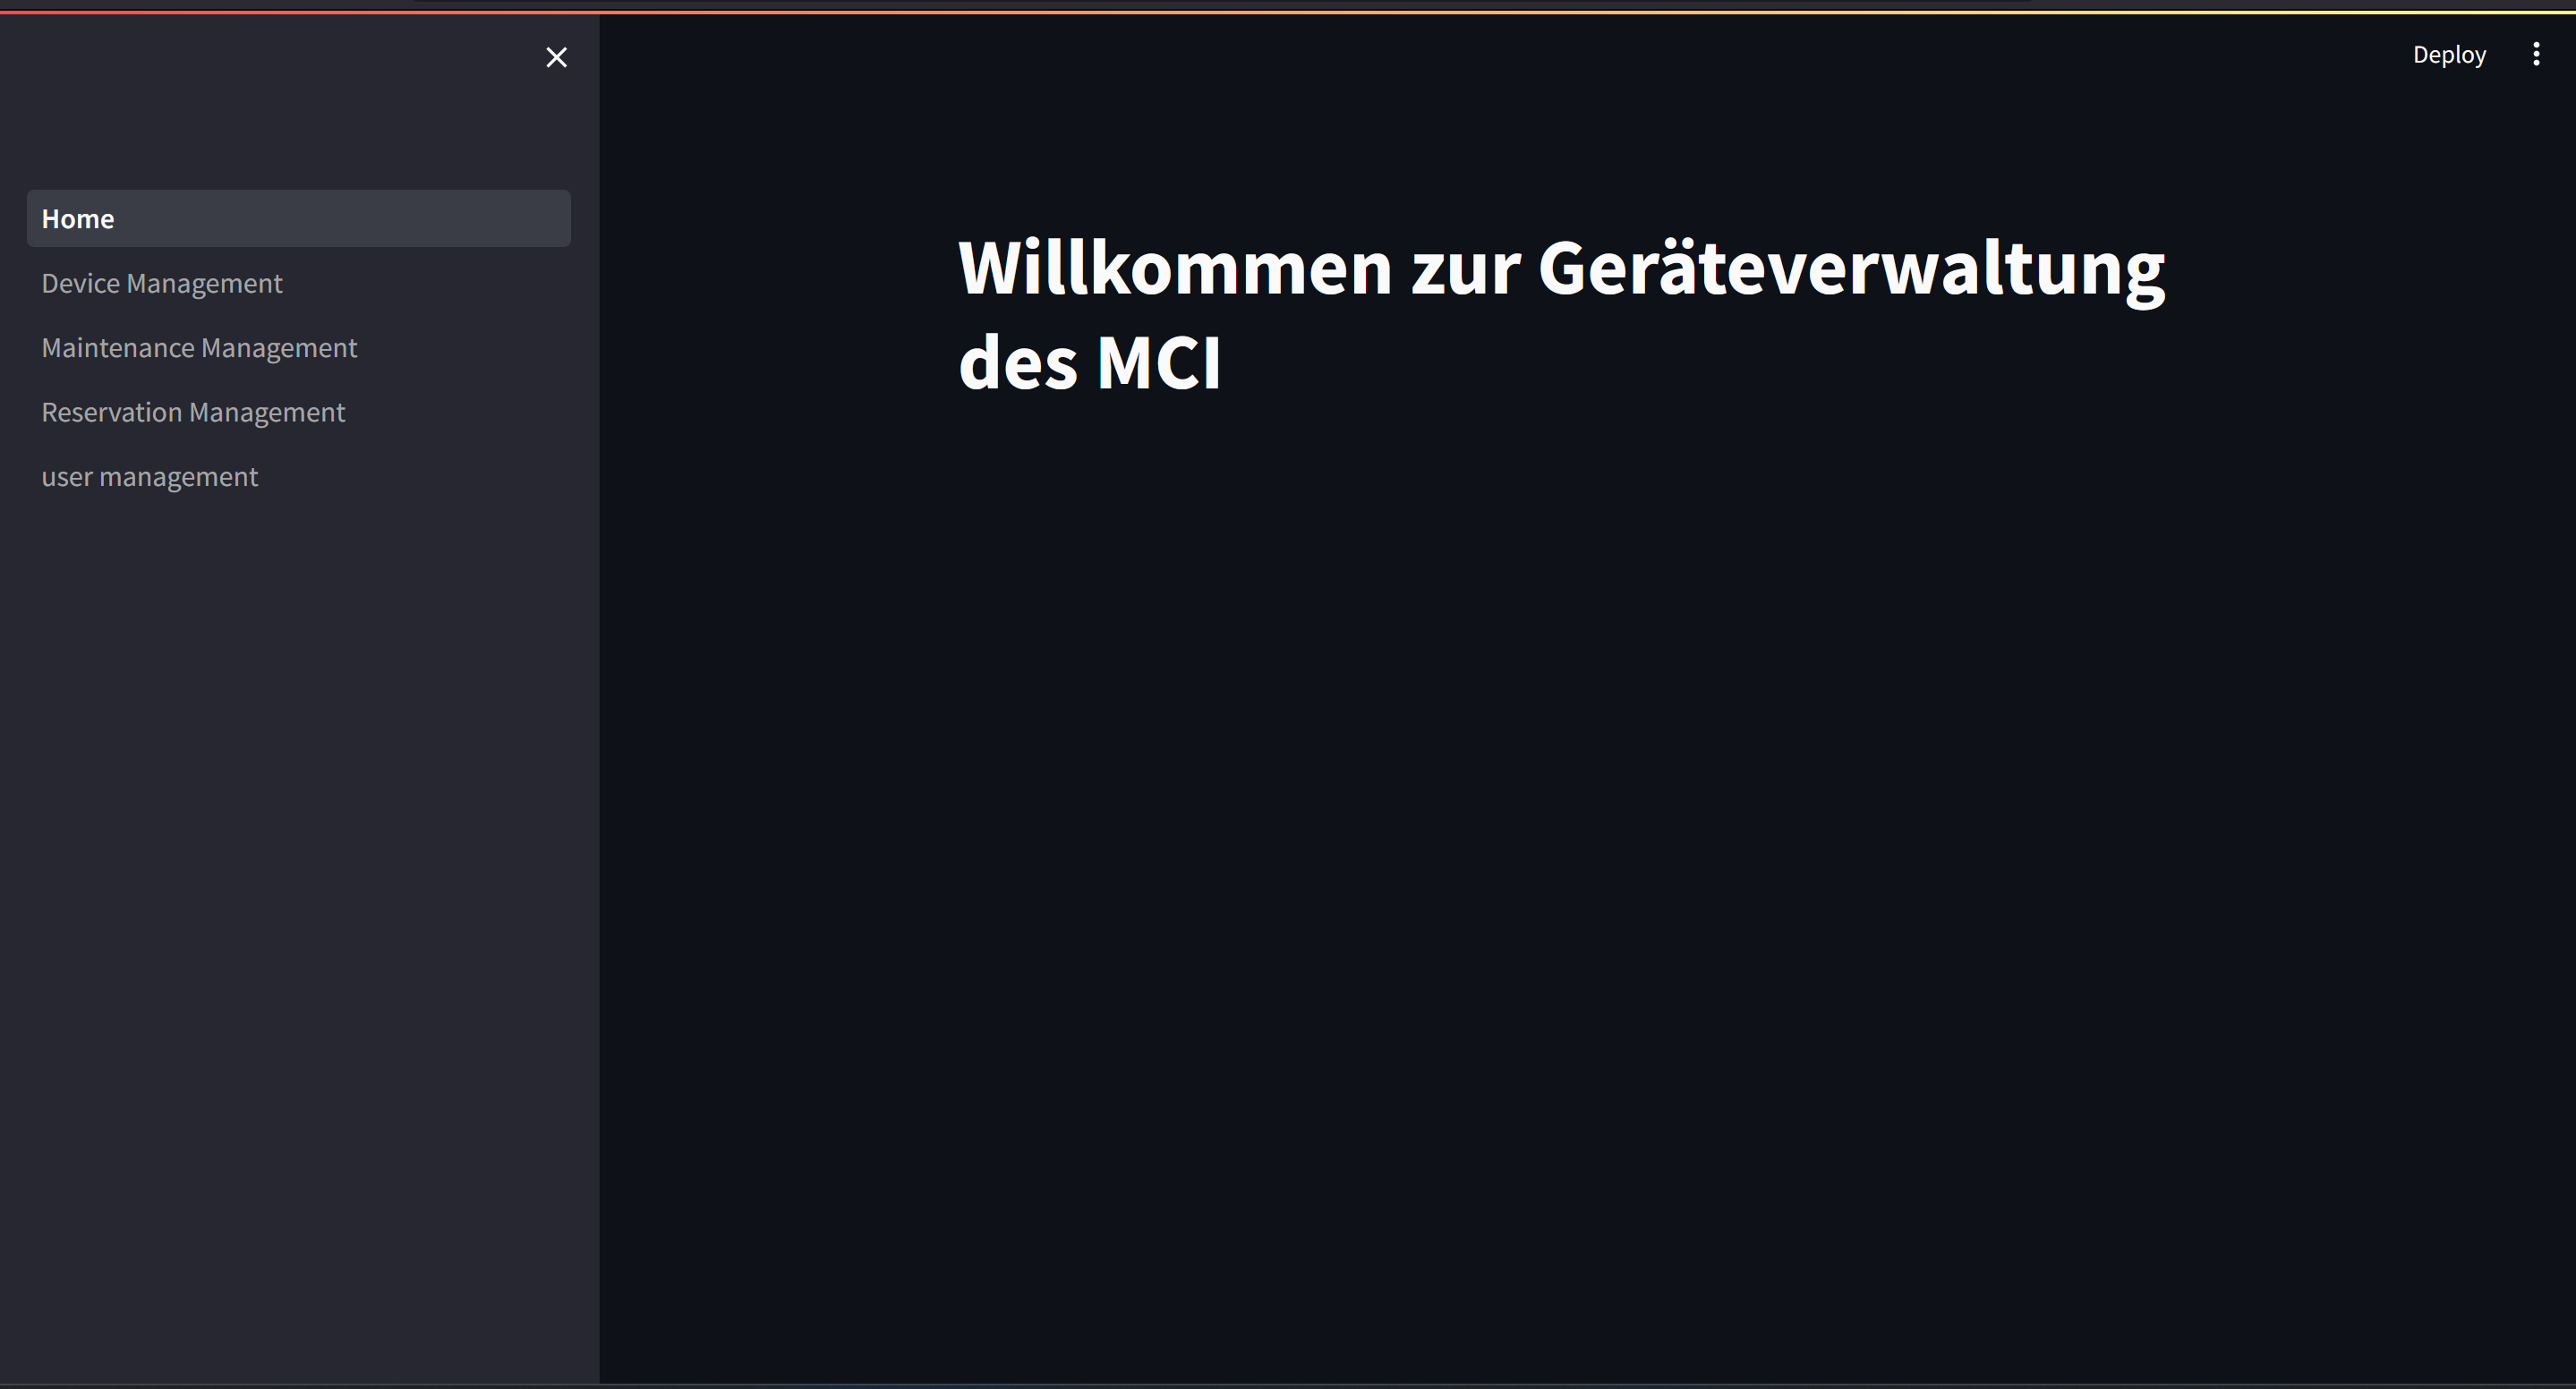 Deploy
Home
Device Management
Maintenance Management
Reservation Management
user management
Willkommen zur Geräteverwaltung
des MCI